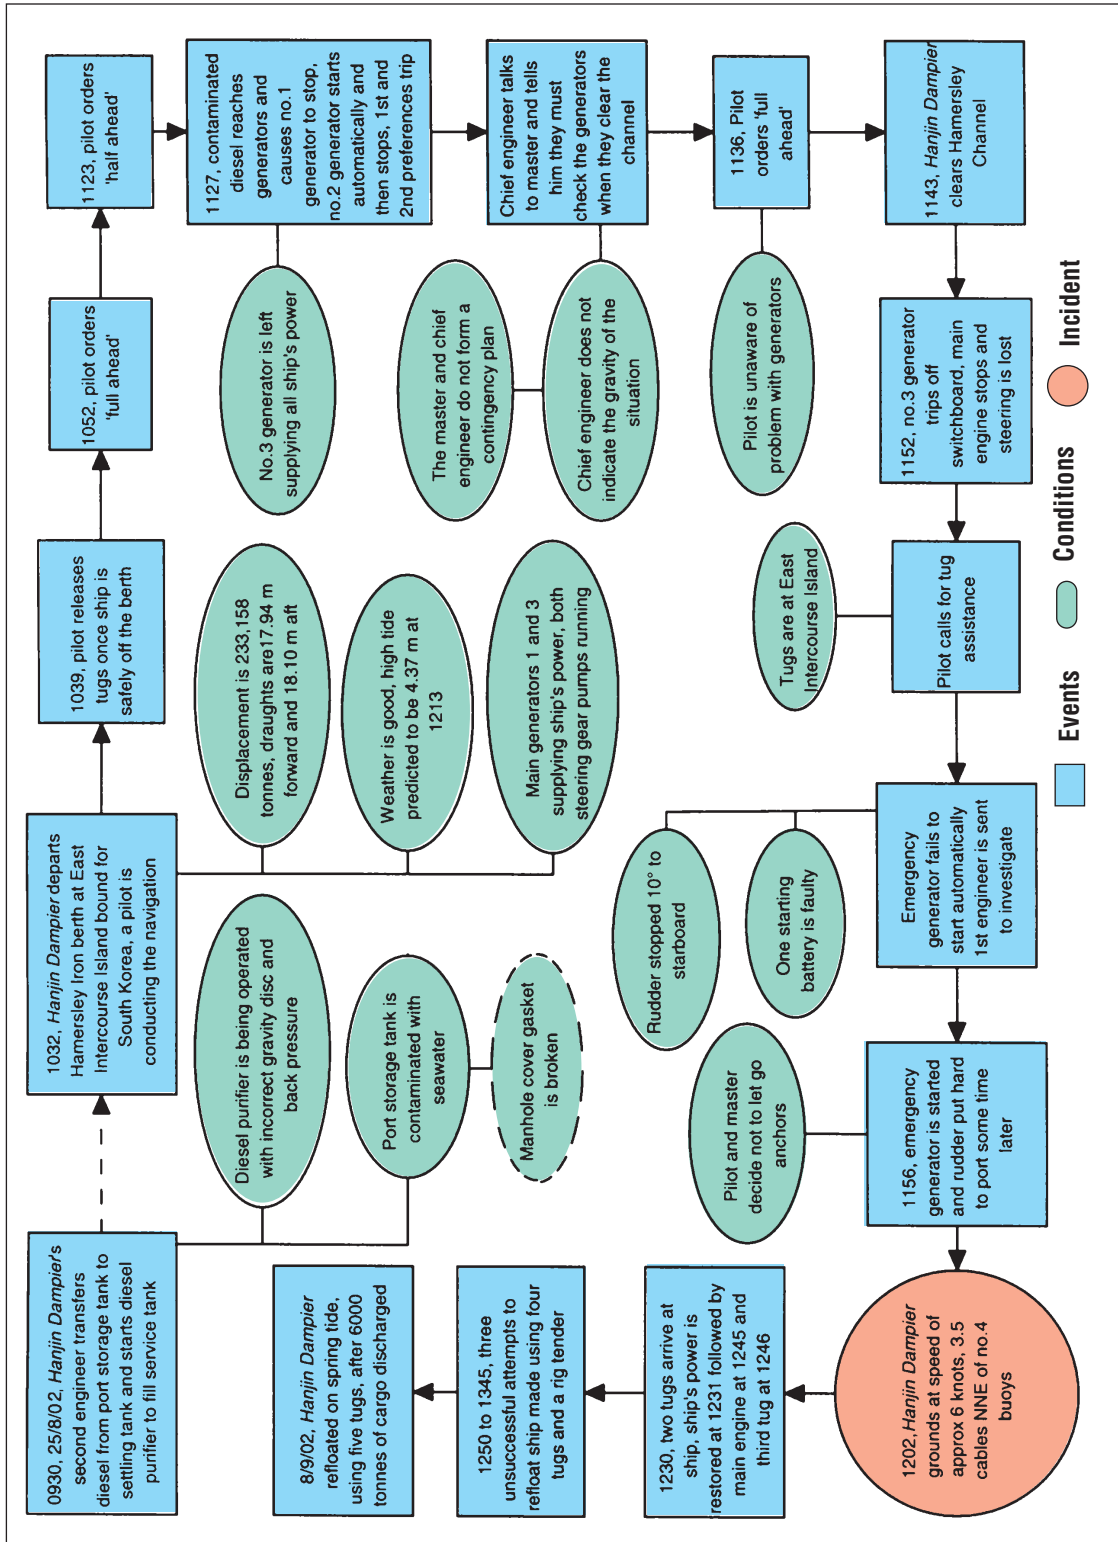 0930, 25/8/02, Hanjin Dampier's
second engineer transfers
diesel from port storage tank to
settling tank and starts diesel
purifier to fill service tank
Diesel purifier is being operated
with incorrect gravity disc and
back pressure
Port storage tank is
contaminated with
seawater
Manhole cover gasket
is broken
1032, Hanjin Dampier departs
Hamersley Iron berth at East
Intercourse Island bound for
South Korea, a pilot is
conducting the navigation
Displacement is 233,158
tonnes, draughts are17.94 m
forward and 18.10 m aft
Weather is good, high tide
predicted to be 4.37 m at
1213
Main generators 1 and 3
supplying ship's power, both
steering gear pumps running
1039, pilot releases
tugs once ship is
safely off the berth
1052, pilot orders
'full ahead'
1123, pilot orders
'half ahead'
1127, contaminated
diesel reaches
generators and
causes no.1
generator to stop,
no.2 generator starts
automatically and
then stops, 1st and
2nd preferences trip
No.3 generator is left
supplying all ship's power
Chief engineer talks
to master and tells
him they must
check the generators
when they clear the
channel
The master and chief
engineer do not form a
contingency plan
Chief engineer does not
indicate the gravity of the
situation
1136, Pilot
orders 'full
ahead'
Pilot is unaware of
problem with generators
1143, Hanjin Dampier
clears Hamersley
Channel
1152, no.3 generator
trips off
switchboard, main
engine stops and
steering is lost
Pilot calls for tug
assistance
Tugs are at East
Intercourse Island
Emergency
generator fails to
start automatically
1st engineer is sent
to investigate
Rudder stopped 10° to
starboard
One starting
battery is faulty
1156, emergency
generator is started
and rudder put hard
to port some time
later
Pilot and master
decide not to let go
anchors
1202, Hanjin Dampier
grounds at speed of
approx 6 knots, 3.5
cables NNE of no.4
buoys
1230, two tugs arrive at
ship, ship's power is
restored at 1231 followed by
main engine at 1245 and
third tug at 1246
1250 to 1345, three
unsuccessful attempts to
refloat ship made using four
tugs and a rig tender
8/9/02, Hanjin Dampier
refloated on spring tide,
using five tugs, after 6000
tonnes of cargo discharged
Events
Conditions
Incident